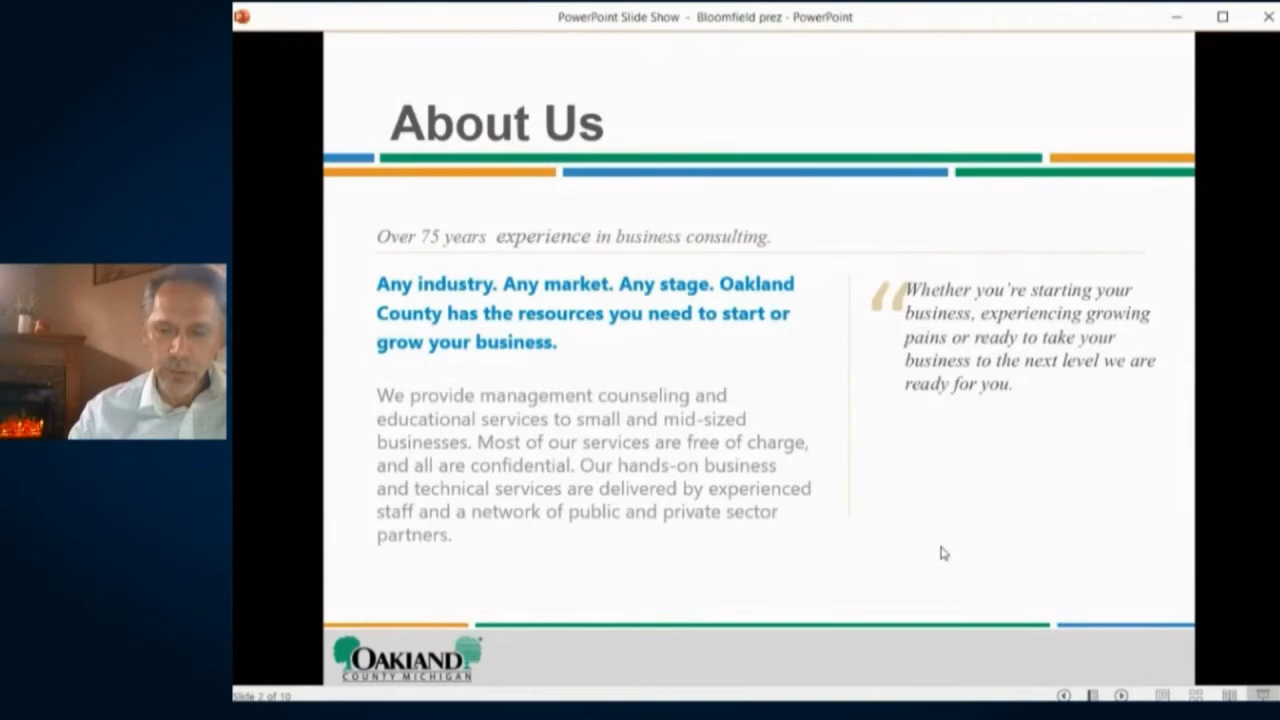 PowerPoint Slide Show - Bloomfield prez - PowerPoint
About Us
Over 75 years experience in business consulting.
Any industry. Any market. Any stage. Oakland
County has the resources you need to start or
grow your business.
We provide management counseling and
educational services to small and mid-sized
businesses. Most of our services are free of charge,
and all are confidential. Our hands-on business
and technical services are delivered by experienced
staff and a network of public and private sector
partners.
“
Whether you're starting your
business, experiencing growing
pains or ready to take your
business to the next level we are
ready for you.
OAKLAND
COUNTY MICHIGAN
Slide 2 of 10